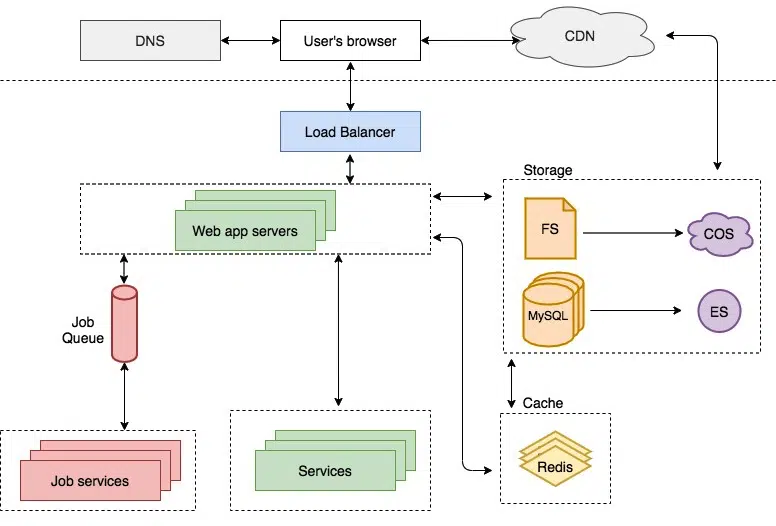 DNS
User's browser
CDN
Load Balancer
Storage
Web app servers
FS
COS
Job
Queue
MySQL
ES
Cache
Job services
Services
Redis